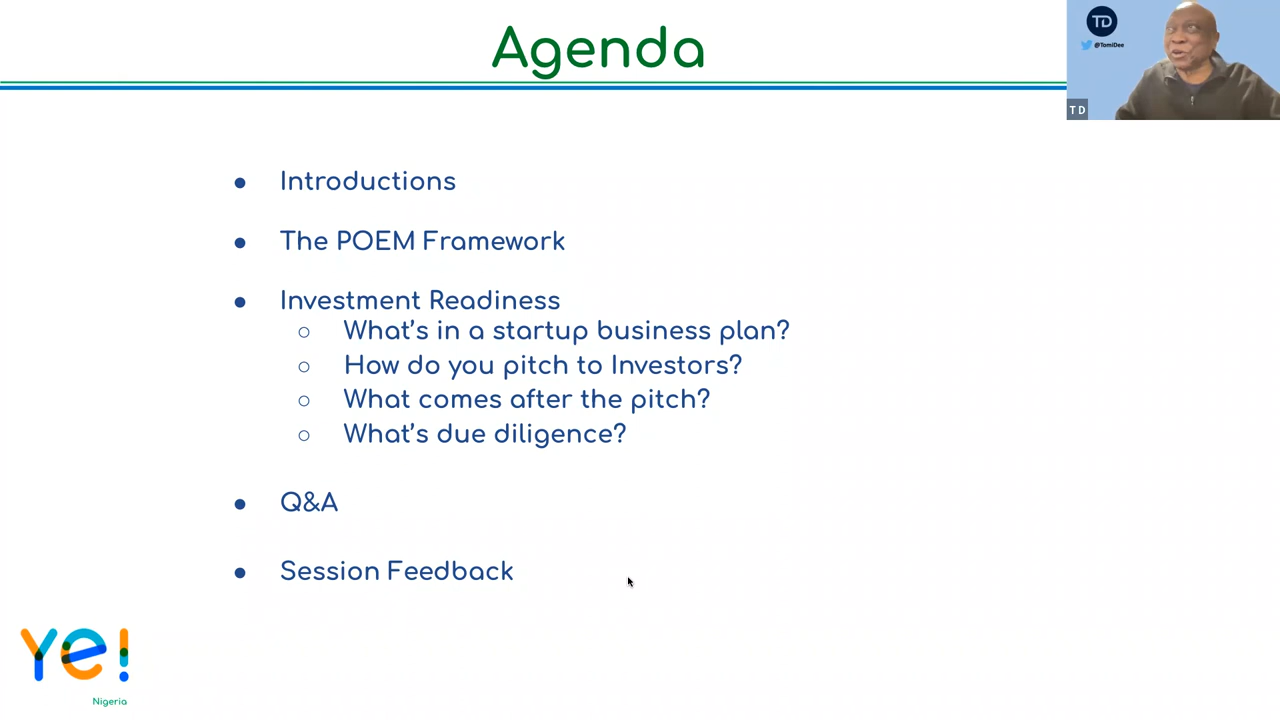 Agenda
TD
@TomiDee
T D
● Introductions
● The POEM Framework
● Investment Readiness
○ What’s in a startup business plan?
○ How do you pitch to Investors?
○ What comes after the pitch?
○ What’s due diligence?
● Q&A
● Session Feedback
Ye!
Nigeria